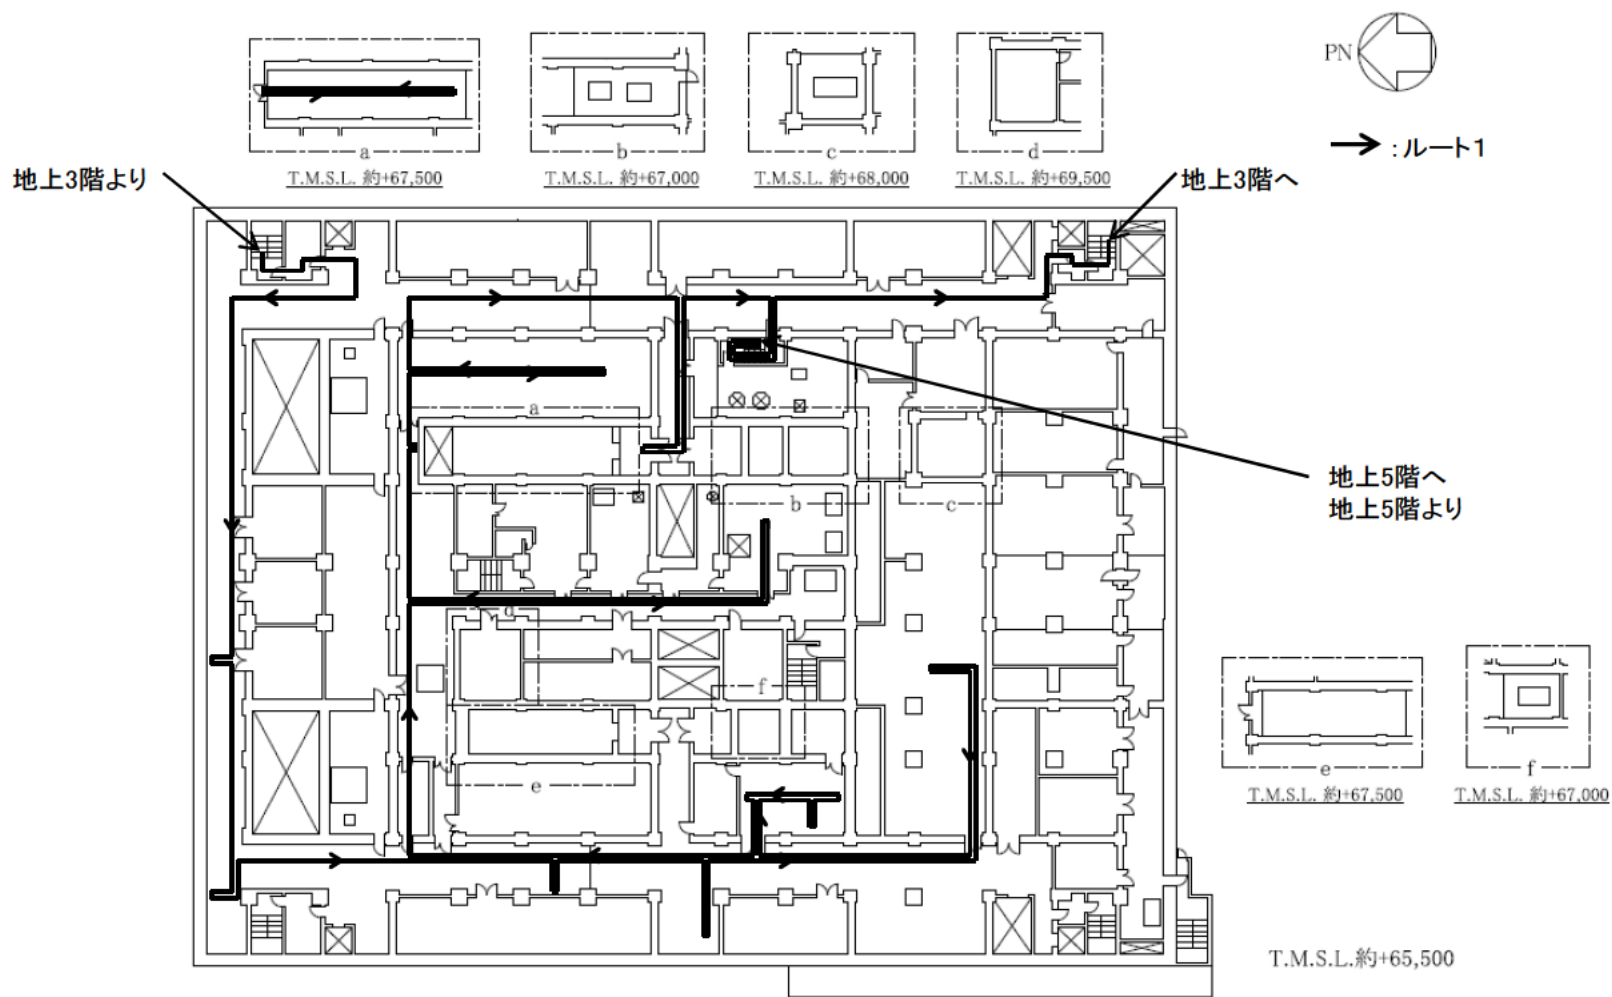 PN
→ : ルート1
a
b
c
d
T.M.S.L. 約+67,500
T.M.S.L. 約+67,000
T.M.S.L. 約+68,000
T.M.S.L. 約+69,500
地上3階より
地上3階へ
a
b
c
地上5階へ
地上5階より
d
f
e
e
f
T.M.S.L. 約+67,500
T.M.S.L. 約+67,000
T.M.S.L.約+65,500